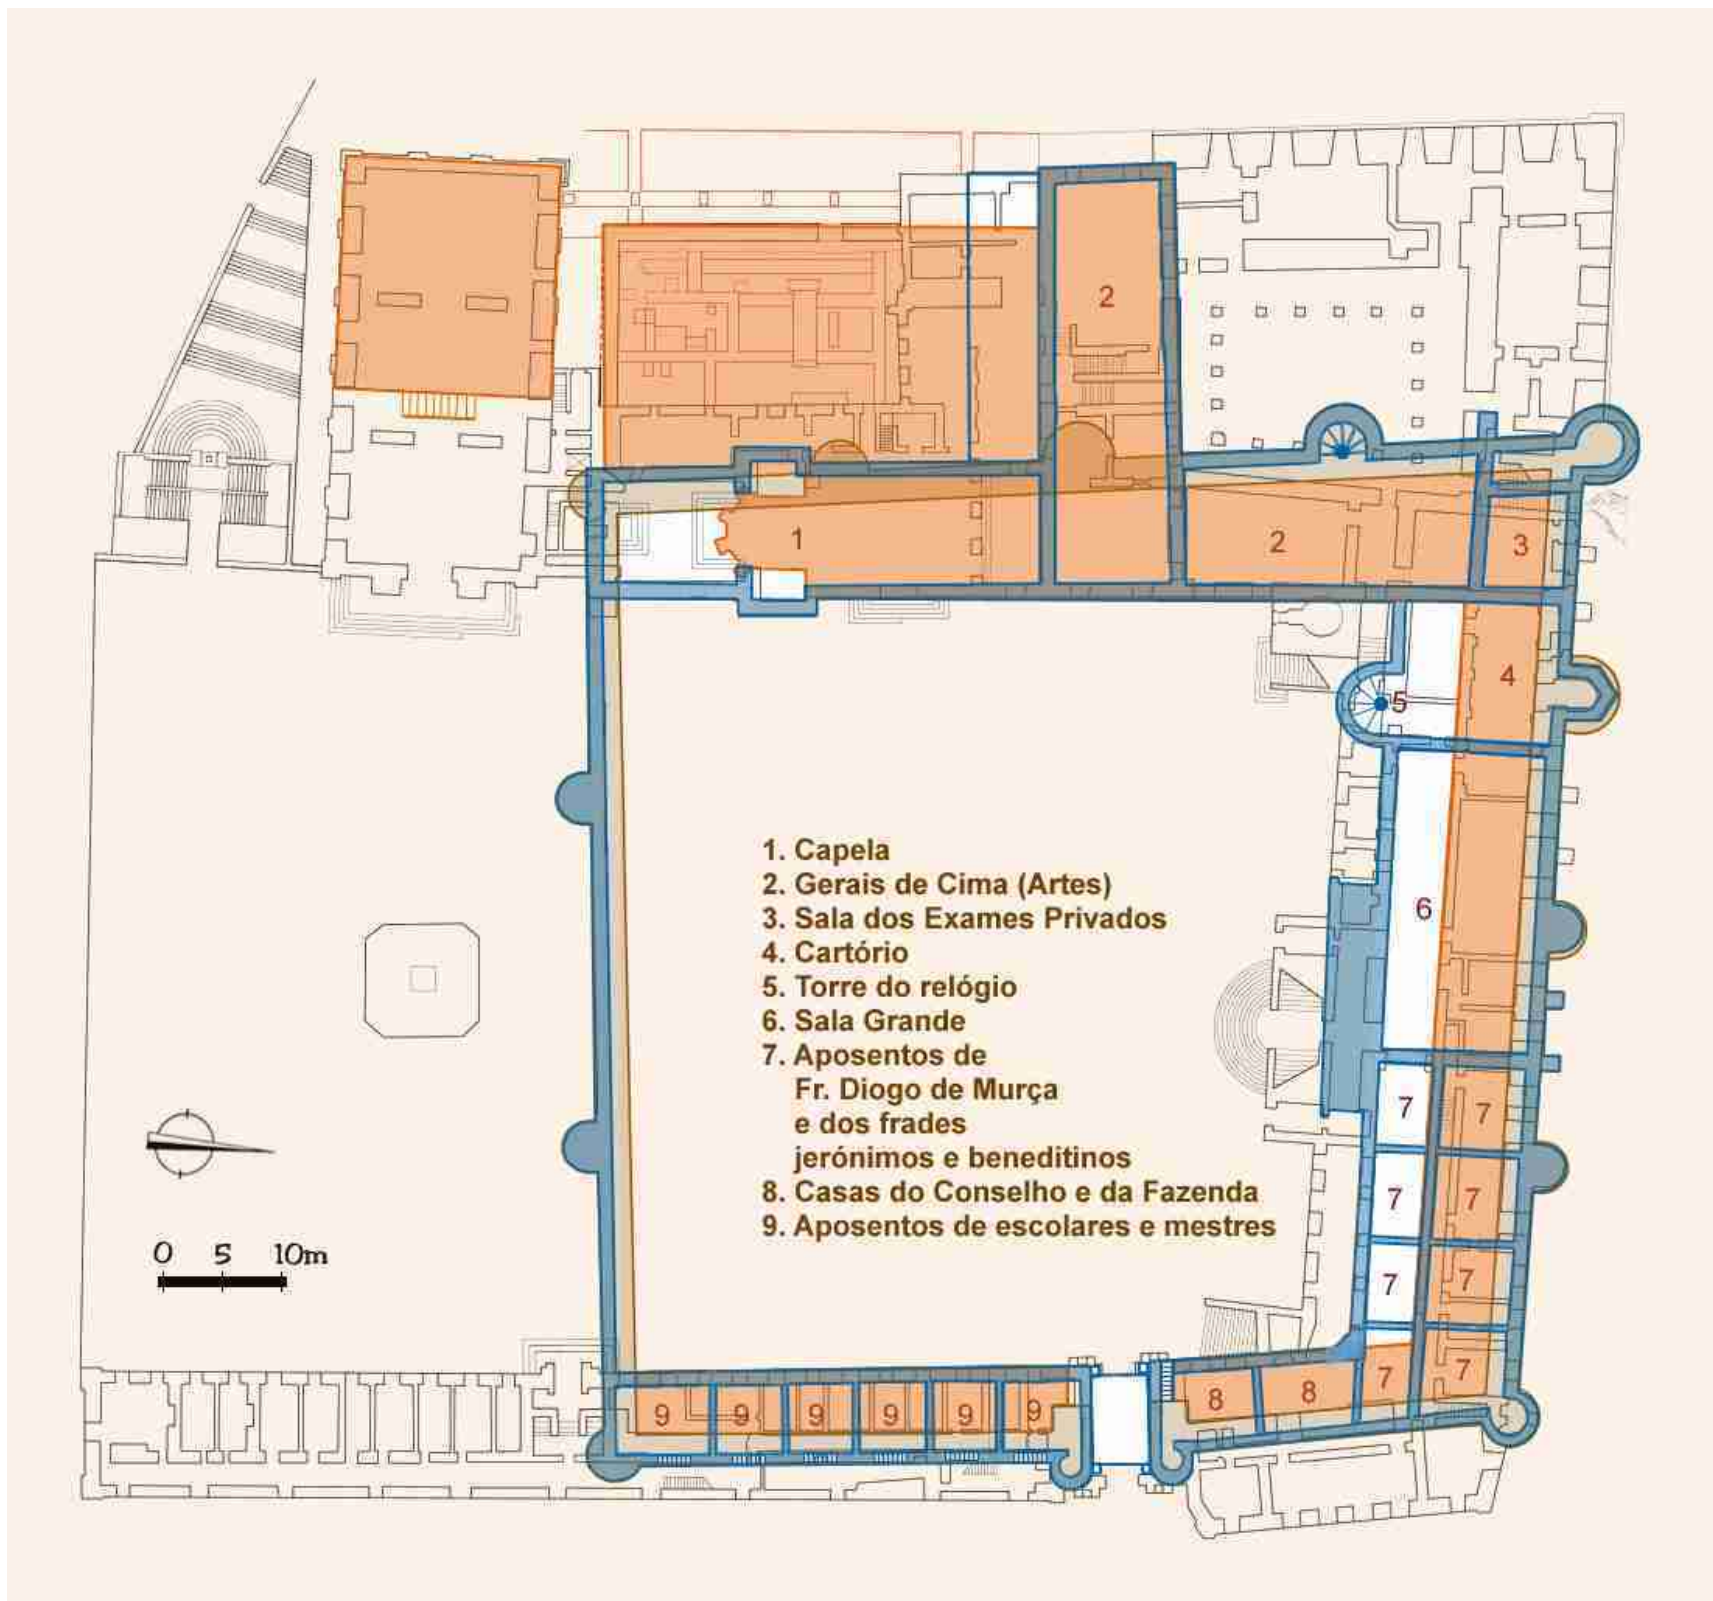 2
1
2
3
4
5
1. Capela
2. Gerais de Cima (Artes)
3. Sala dos Exames Privados
4. Cartório
5. Torre do relógio
6. Sala Grande
7. Aposentos de
Fr. Diogo de Murça
e dos frades
jerónimos e beneditinos
8. Casas do Conselho e da Fazenda
9. Aposentos de escolares e mestres
6
7 7
7 7
7 7
0 5 10m
9 9 9 9 9 9 8 8 7 7